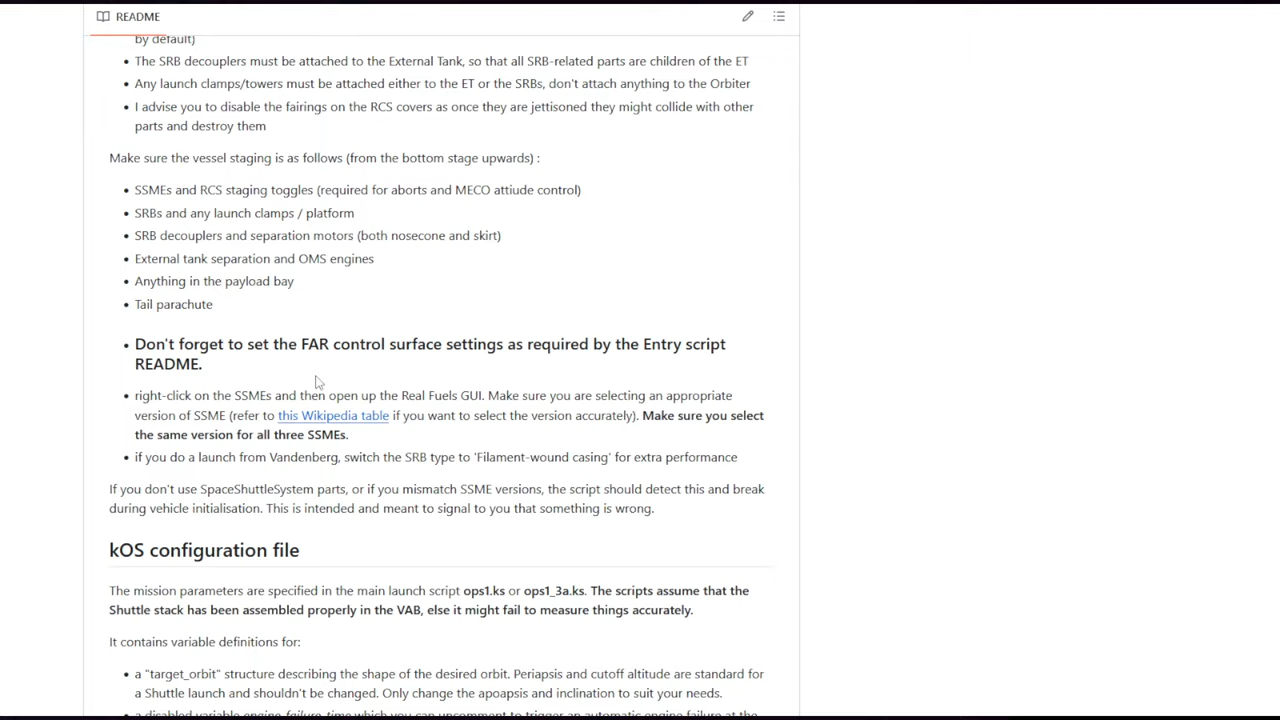 README
by default)
• The SRB decouplers must be attached to the External Tank, so that all SRB-related parts are children of the ET
• Any launch clamps/towers must be attached either to the ET or the SRBs, don't attach anything to the Orbiter
• I advise you to disable the fairings on the RCS covers as once they are jettisoned they might collide with other
parts and destroy them
Make sure the vessel staging is as follows (from the bottom stage upwards) :
• SSMEs and RCS staging toggles (required for aborts and MECO attiude control)
• SRBs and any launch clamps / platform
• SRB decouplers and separation motors (both nosecone and skirt)
• External tank separation and OMS engines
• Anything in the payload bay
• Tail parachute
• Don't forget to set the FAR control surface settings as required by the Entry script
README.
• right-click on the SSMEs and then open up the Real Fuels GUI. Make sure you are selecting an appropriate
version of SSME (refer to this Wikipedia table if you want to select the version accurately). Make sure you select
the same version for all three SSMEs.
• if you do a launch from Vandenberg, switch the SRB type to 'Filament-wound casing' for extra performance
If you don't use SpaceShuttleSystem parts, or if you mismatch SSME versions, the script should detect this and break
during vehicle initialisation. This is intended and meant to signal to you that something is wrong.
kOS configuration file
The mission parameters are specified in the main launch script ops1.ks or ops1_3a.ks. The scripts assume that the
Shuttle stack has been assembled properly in the VAB, else it might fail to measure things accurately.
It contains variable definitions for:
• a "target_orbit" structure describing the shape of the desired orbit. Periapsis and cutoff altitude are standard for
a Shuttle launch and shouldn't be changed. Only change the apoapsis and inclination to suit your needs.
• a disabled variable engine_failure_time which you can uncomment to trigger an automatic engine failure at the